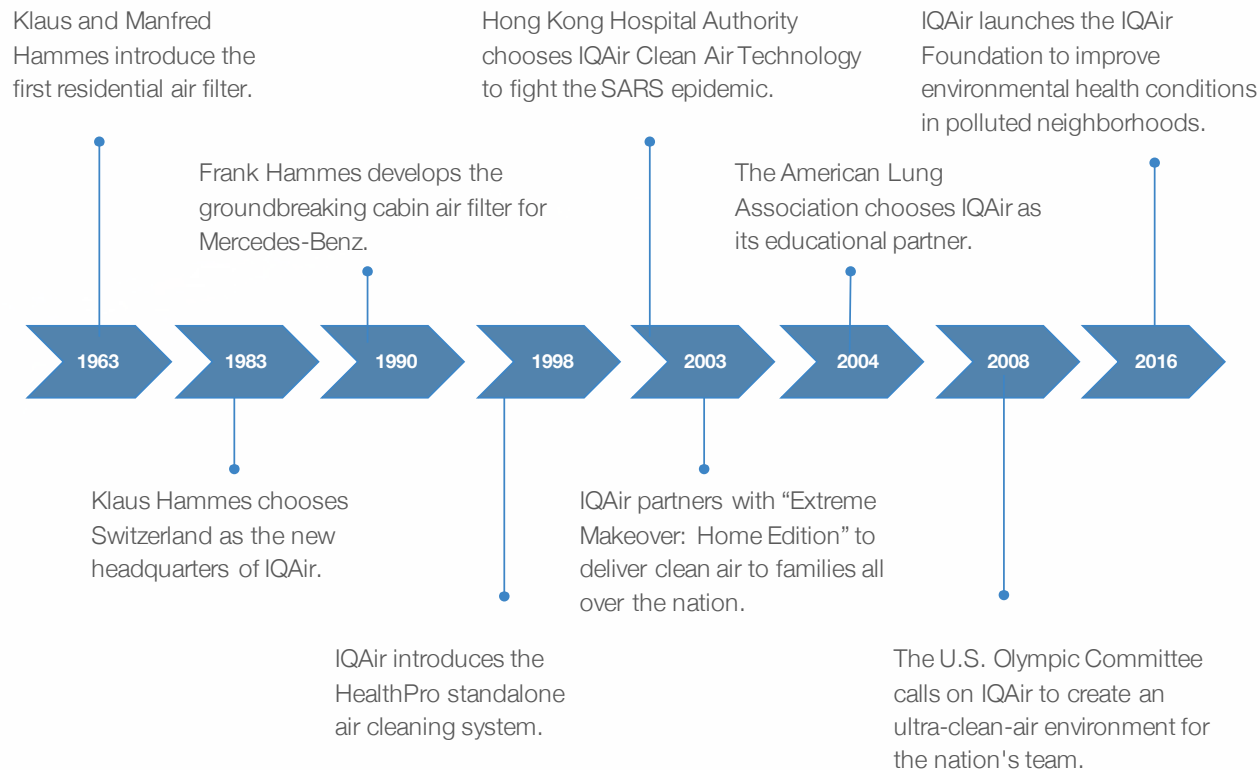 Klaus and Manfred
Hammes introduce the
first residential air filter.
Hong Kong Hospital Authority
chooses IQAir Clean Air Technology
to fight the SARS epidemic.
IQAir launches the IQAir
Foundation to improve
environmental health conditions
in polluted neighborhoods.
Frank Hammes develops the
groundbreaking cabin air filter for
Mercedes-Benz.
The American Lung
Association chooses IQAir as
its educational partner.
1963
1983
1990
1998
2003
2004
2008
2016
Klaus Hammes chooses
Switzerland as the new
headquarters of IQAir.
IQAir partners with “Extreme
Makeover: Home Edition” to
deliver clean air to families all
over the nation.
IQAir introduces the
HealthPro standalone
air cleaning system.
The U.S. Olympic Committee
calls on IQAir to create an
ultra-clean-air environment for
the nation's team.